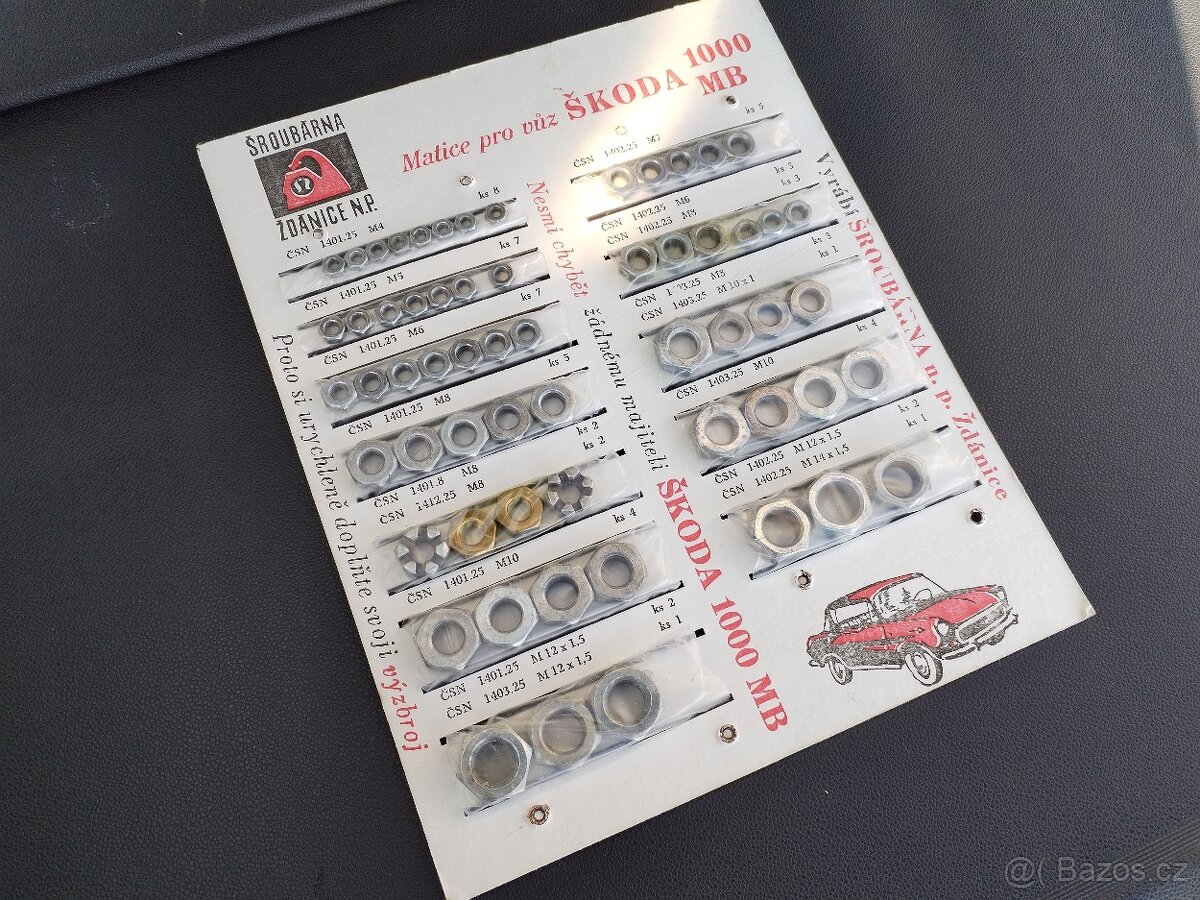 ŠROUBÁRNA
ŽDÁNICE N.P.
Matice pro vůz ŠKODA 1000 MB
ČSN 1401.25 M4 ks 8
ČSN 1401.25 M5 ks 7
ČSN 1401.25 M6 ks 7
ČSN 1401.25 M8 ks 5
ČSN 1401.8 M8 ks 2
ČSN 1412.25 M8 ks 2
ČSN 1401.25 M10 ks 4
ČSN 1401.25 M 12 x 1,5 ks 2
ČSN 1403.25 M 12 x 1,5 ks 1
ČSN 1402.25 M7 ks 5
ČSN 1402.25 M6 ks 3
ČSN 1402.25 ks 3
ČSN M8 ks 3
ČSN 1403.25 M 10 x 1 ks 1
ČSN 1403.25 M10 ks 4
ČSN 1402.25 M 12 x 1,5 ks 2
ČSN 1402.25 M 14 x 1,5 ks 1
Proto si urychleně doplňte svoji výzbroj
Nesmí chybět žádnému majiteli ŠKODA 1000 MB
Vyrábí ŠROUBÁRNA n. p. Ždánice
@( Bazos.cz